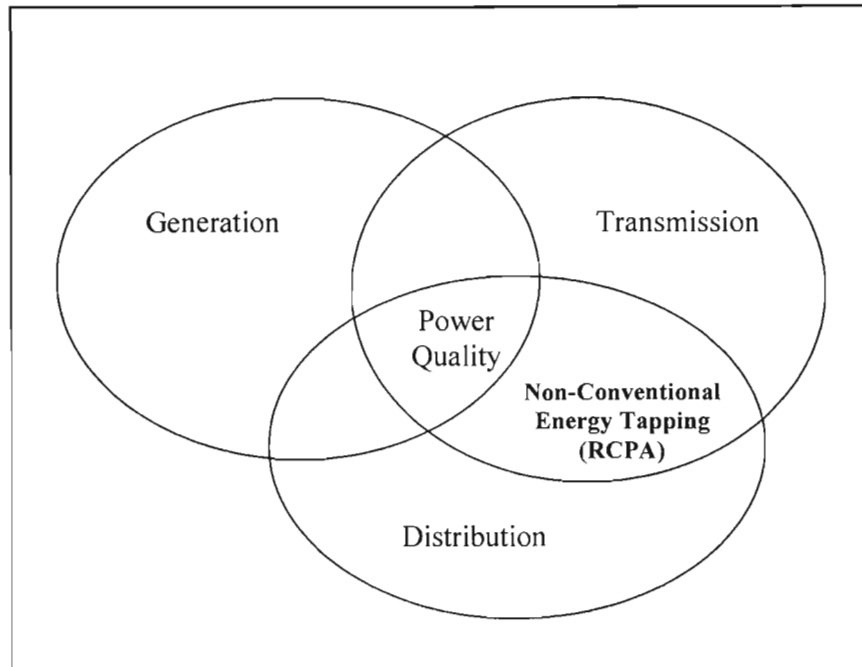 Generation
Transmission
Power
Quality
Non-Conventional
Energy Tapping
(RCPA)
Distribution